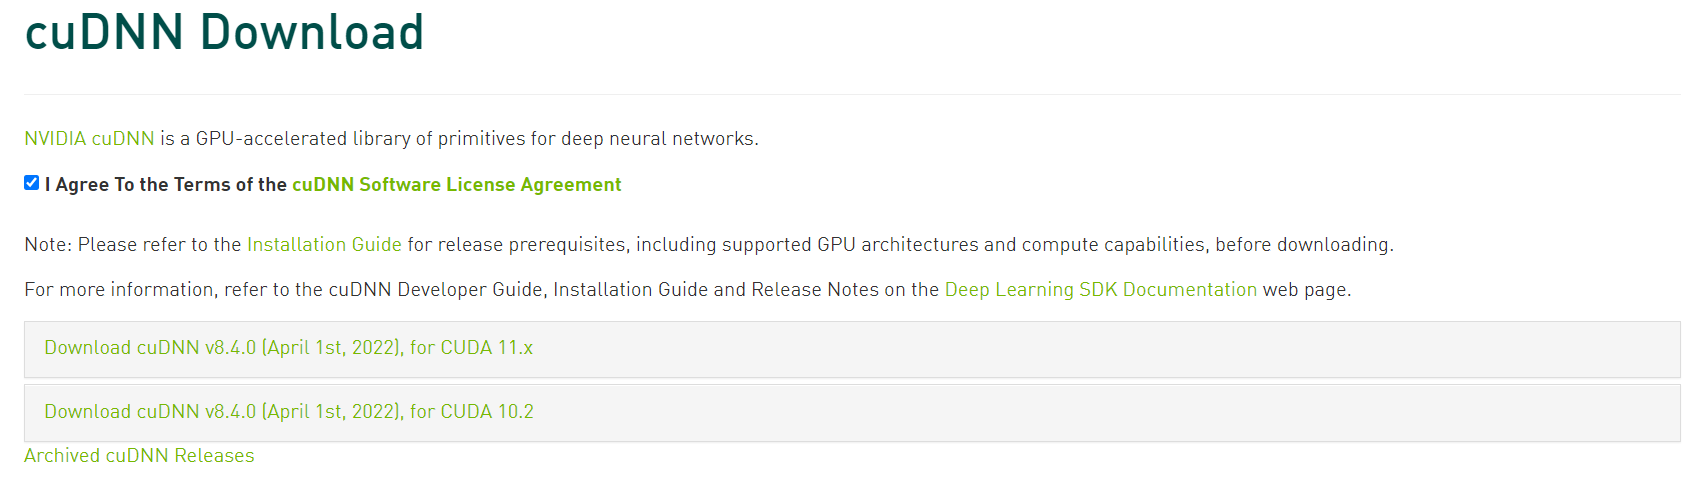 cuDNN Download
NVIDIA cuDNN is a GPU-accelerated library of primitives for deep neural networks.
I Agree To the Terms of the cuDNN Software License Agreement
Note: Please refer to the Installation Guide for release prerequisites, including supported GPU architectures and compute capabilities, before downloading.
For more information, refer to the cuDNN Developer Guide, Installation Guide and Release Notes on the Deep Learning SDK Documentation web page.
Download cuDNN v8.4.0 (April 1st, 2022), for CUDA 11.x
Download cuDNN v8.4.0 (April 1st, 2022), for CUDA 10.2
Archived cuDNN Releases